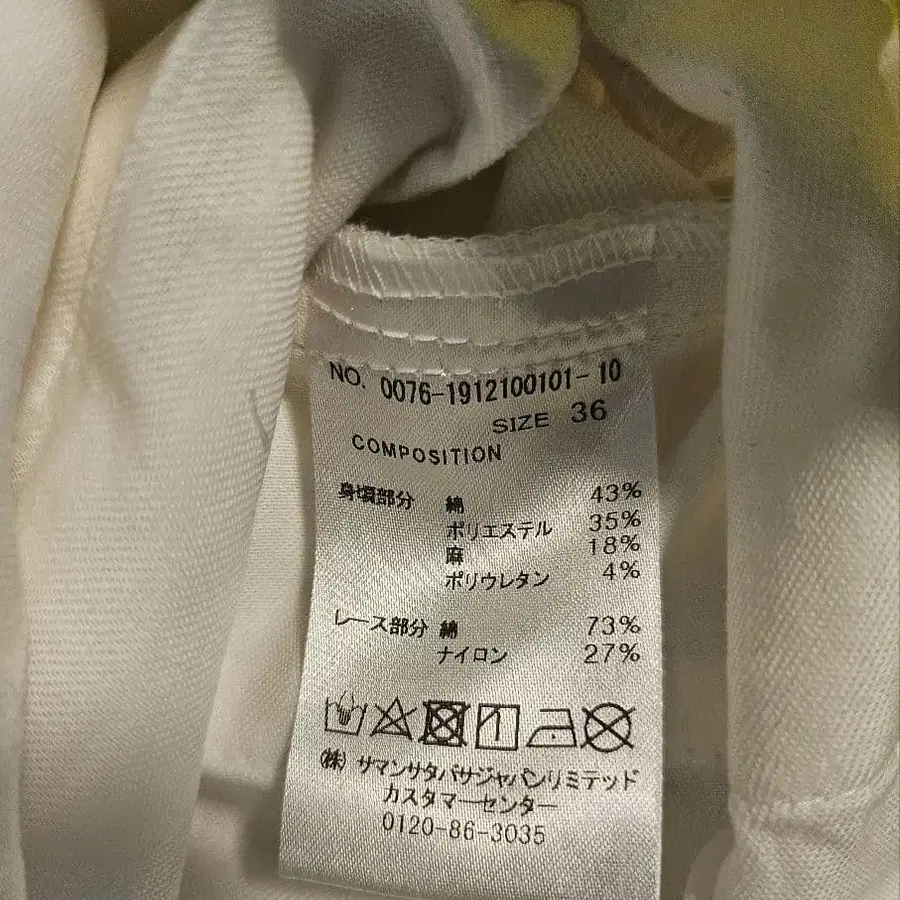 NO. 0076-1912100101-10
SIZE 36
COMPOSITION
身頃部分 綿 43%
ポリエステル 35%
麻 18%
ポリウレタン 4%
レース部分 綿 73%
ナイロン 27%
(株) サマンサタバサジャパンリミテッド
カスタマーセンター
0120-86-3035